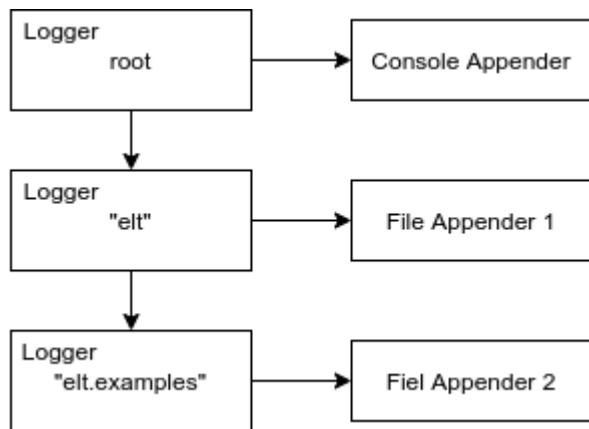 Logger
root
Console Appender
Logger
"elt"
File Appender 1
Logger
"elt.examples"
Fiel Appender 2